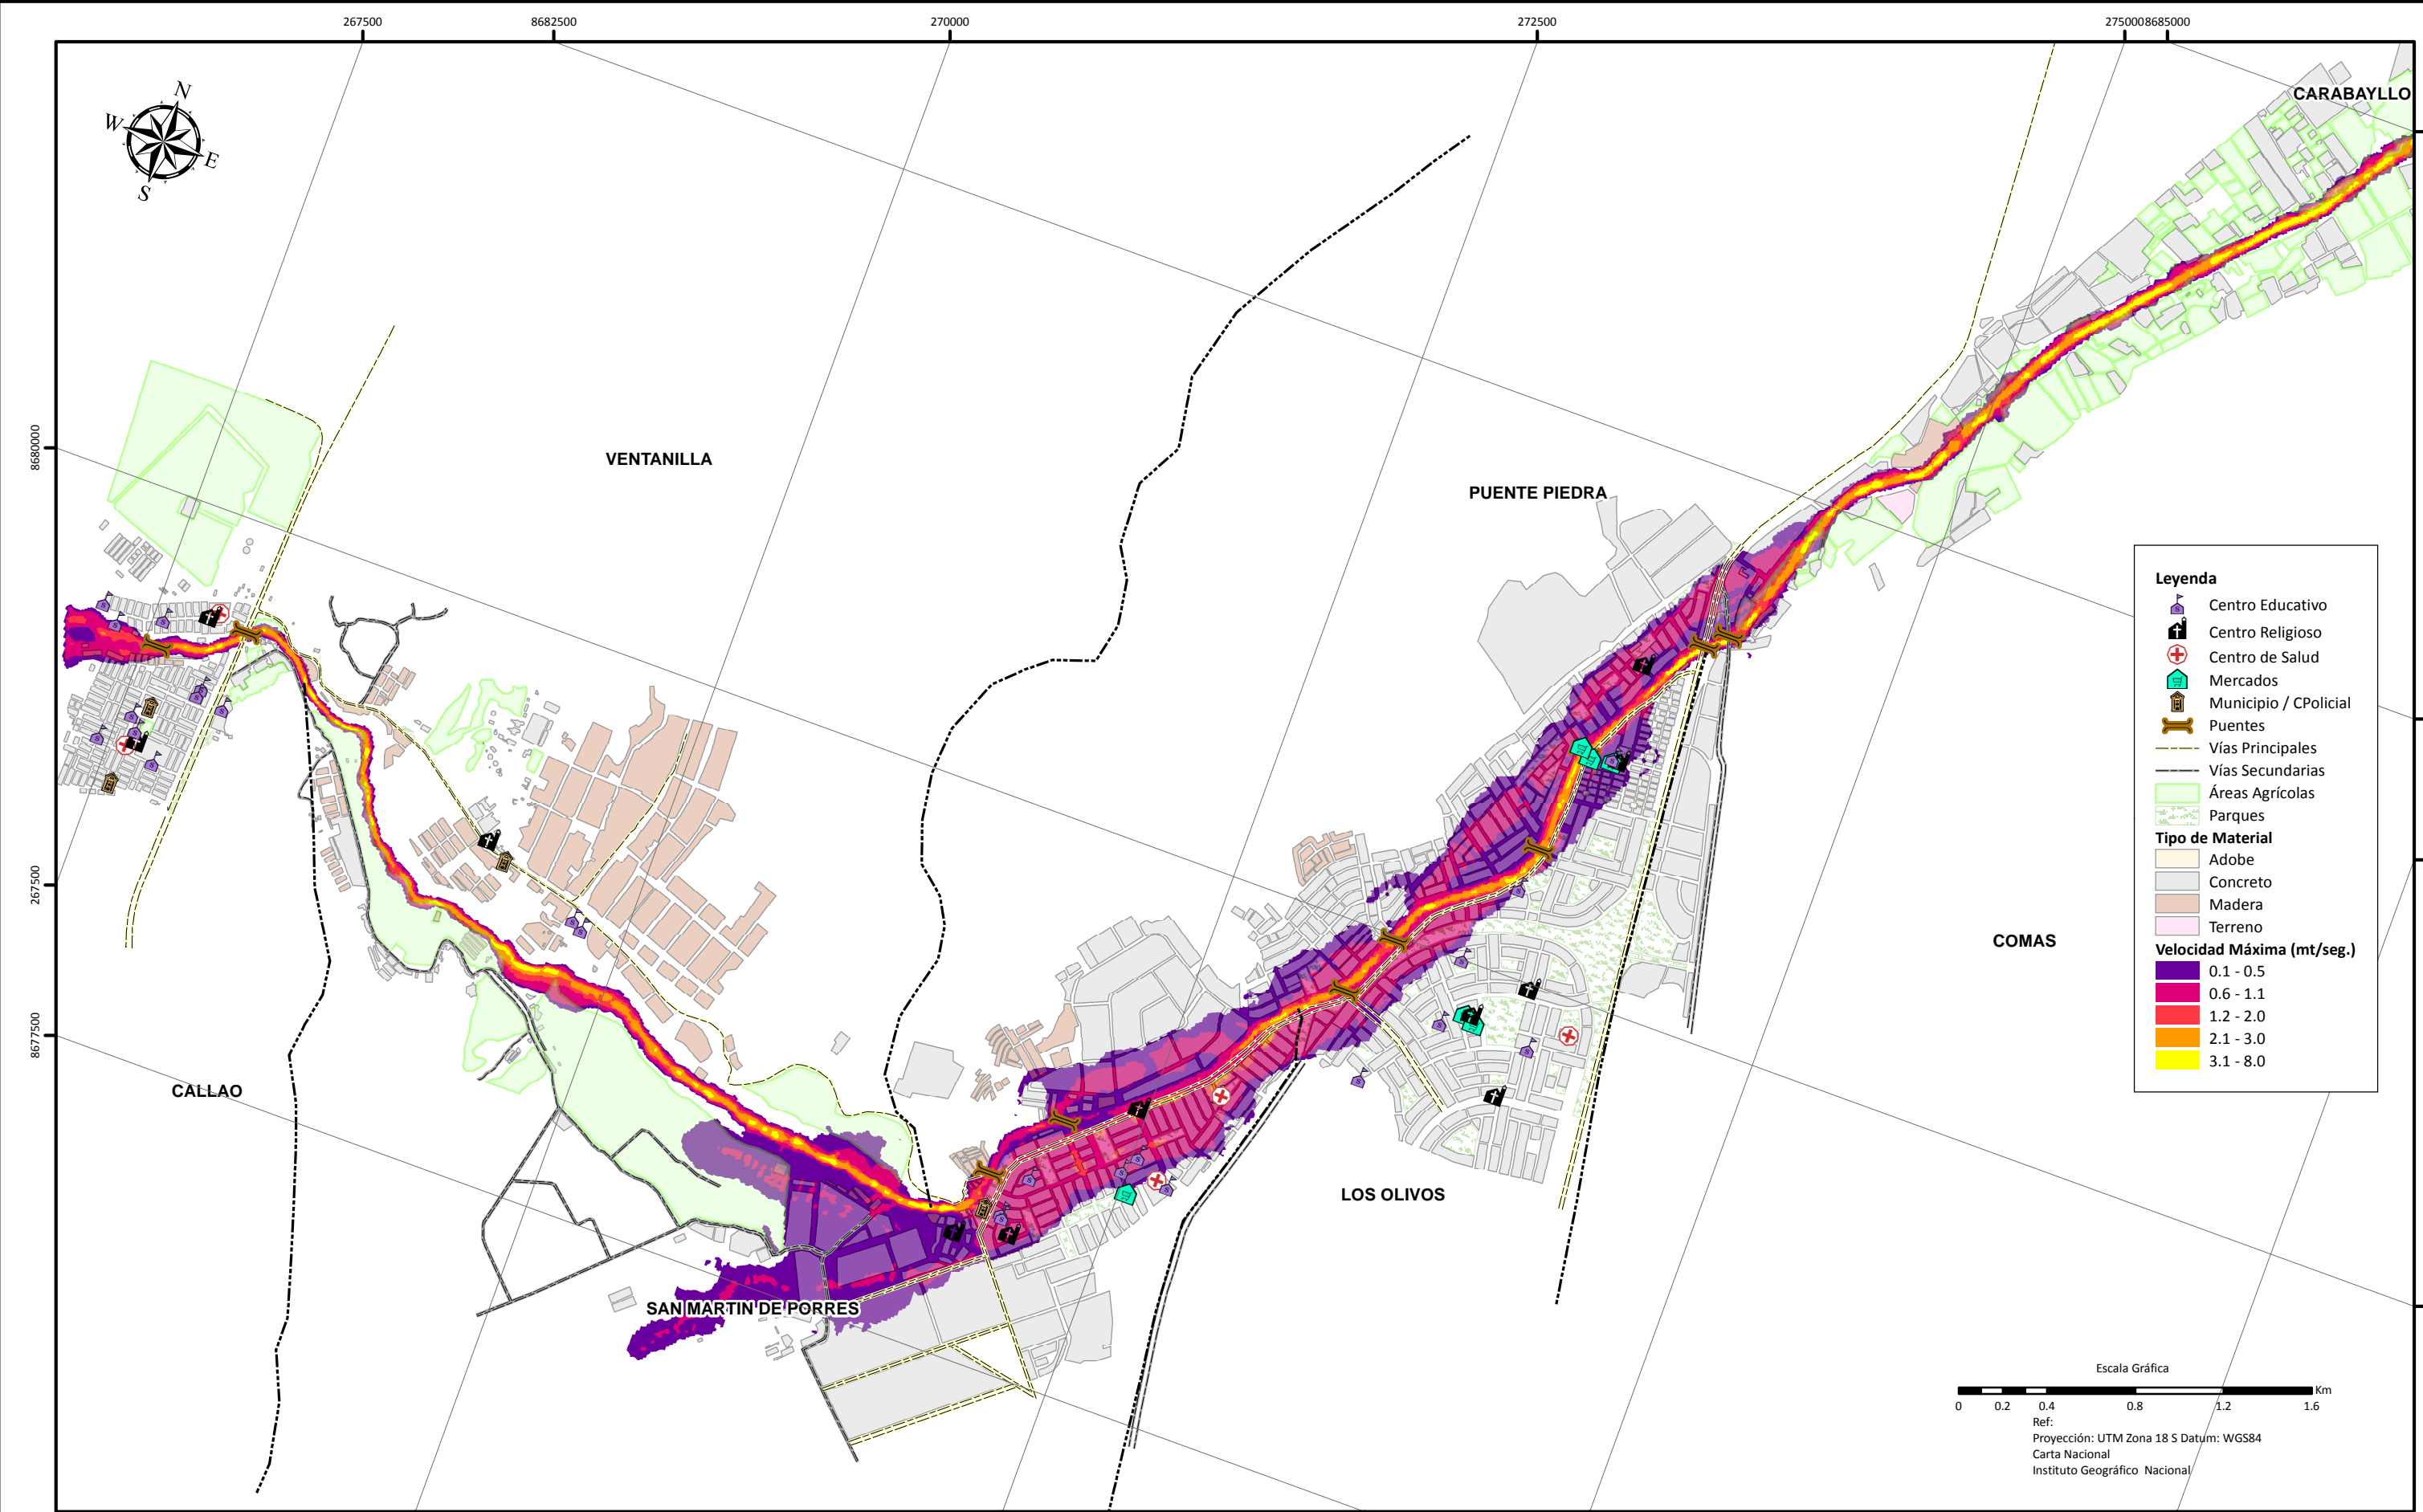 267500
8682500
270000
272500
275000
8685000
N
W
E
S
CARABAYLLO
8680000
VENTANILLA
PUENTE PIEDRA
Leyenda
Centro Educativo
Centro Religioso
Centro de Salud
Mercados
Municipio / CPolicial
Puentes
Vías Principales
Vías Secundarias
Áreas Agrícolas
Parques
Tipo de Material
Adobe
Concreto
Madera
Terreno
Velocidad Máxima (mt/seg.)
0.1 - 0.5
0.6 - 1.1
1.2 - 2.0
2.1 - 3.0
3.1 - 8.0
267500
COMAS
8677500
CALLAO
LOS OLIVOS
SAN MARTIN DE PORRES
Escala Gráfica
Km
0 0.2 0.4 0.8 1.2 1.6
Ref:
Proyección: UTM Zona 18 S Datum: WGS84
Carta Nacional
Instituto Geográfico Nacional